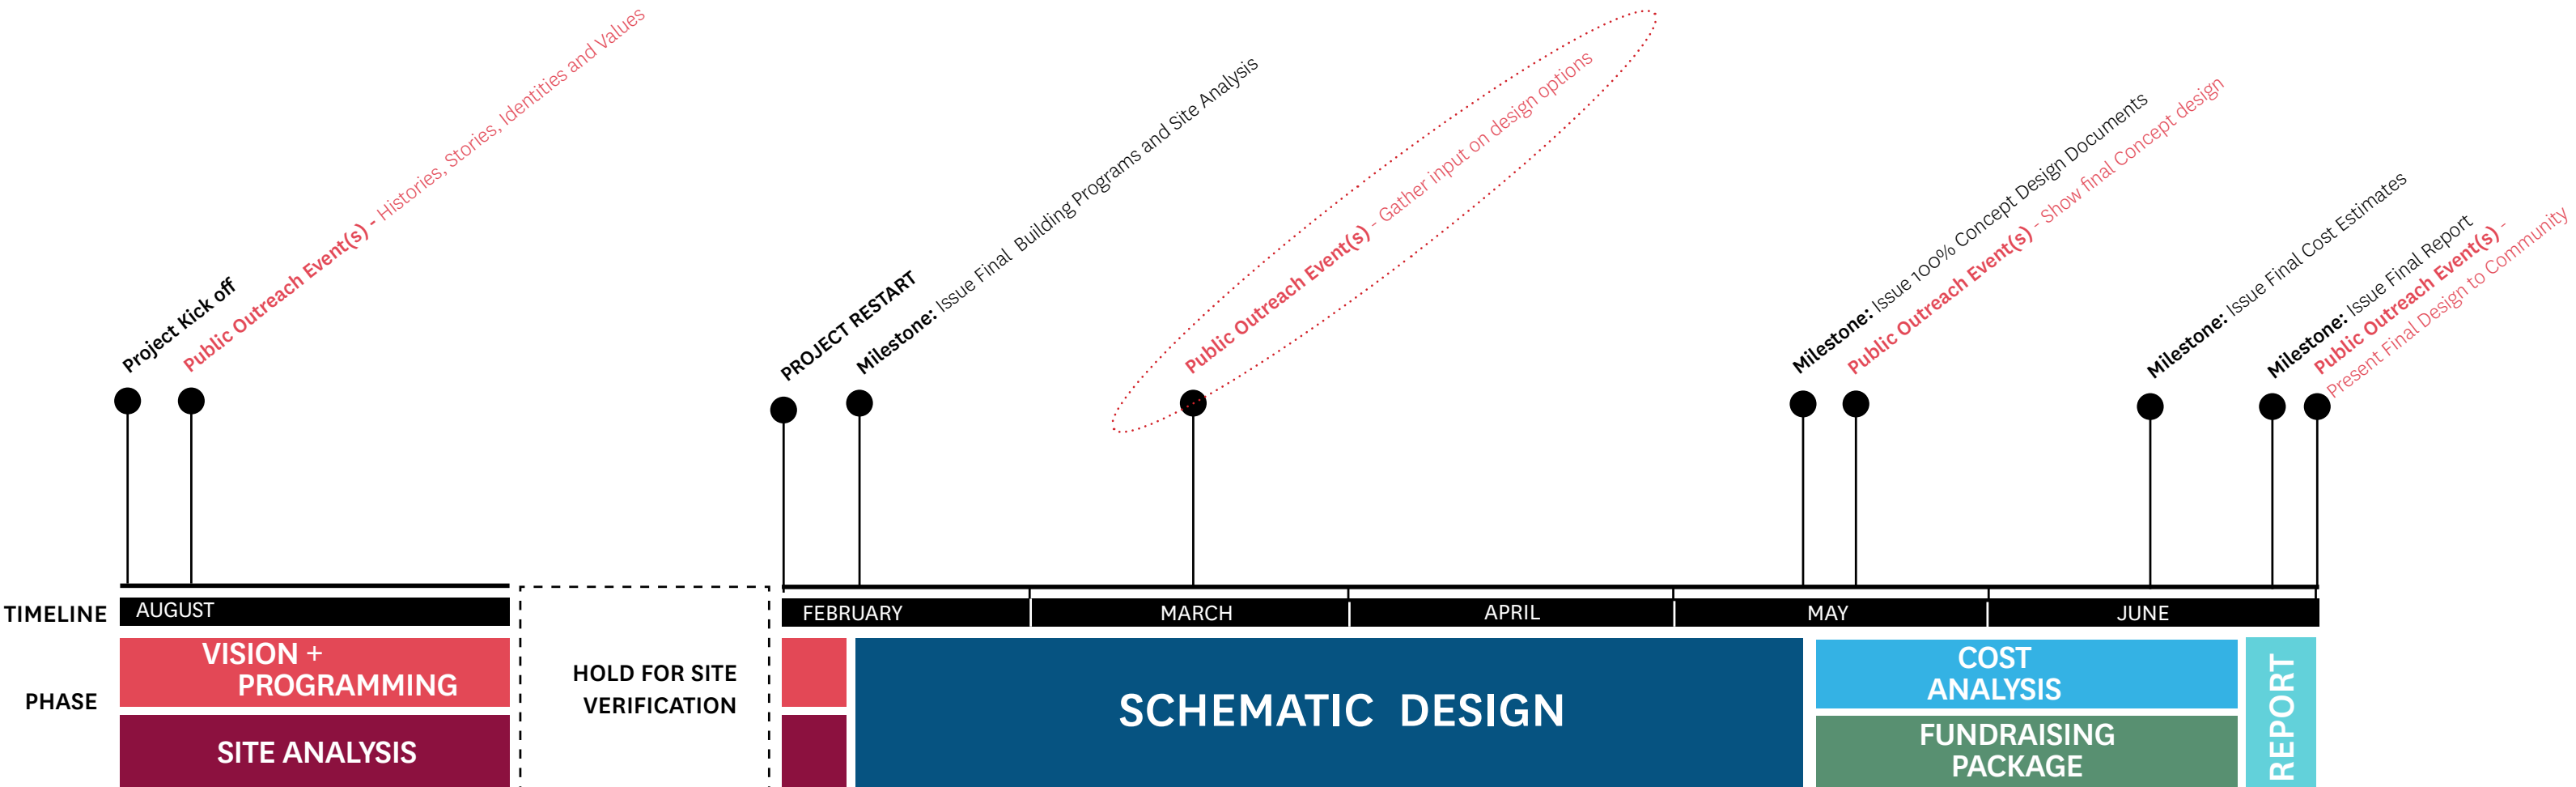 Project Kick off
Public Outreach Event(s) - Histories, Stories, Identities and Values
PROJECT RESTART
Milestone: Issue Final Building Programs and Site Analysis
Public Outreach Event(s) - Gather input on design options
Milestone: Issue 100% Concept Design Documents
Public Outreach Event(s) - Show final Concept design
Milestone: Issue Final Cost Estimates
Milestone: Issue Final Report
Public Outreach Event(s) -
Present Final Design to Community
TIMELINE
AUGUST
FEBRUARY
MARCH
APRIL
MAY
JUNE
PHASE
VISION +
PROGRAMMING
SITE ANALYSIS
HOLD FOR SITE
VERIFICATION
SCHEMATIC DESIGN
COST
ANALYSIS
FUNDRAISING
PACKAGE
REPORT